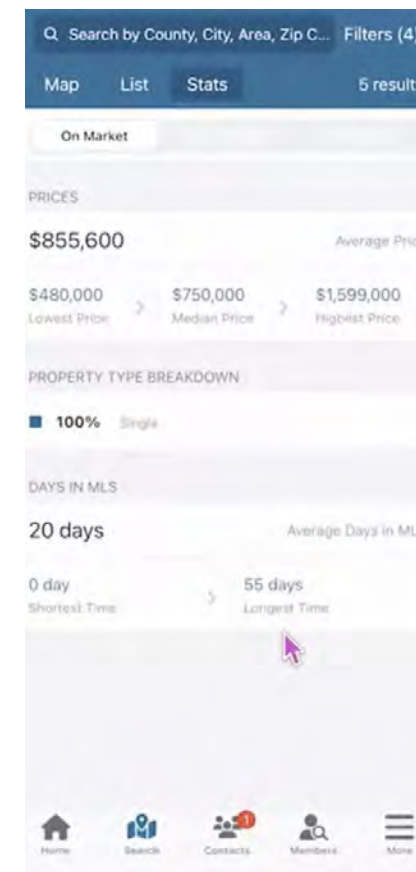 Search by County, City, Area, Zip C... Filters (4)
Map List Stats 5 result
On Market
PRICES
$855,600 Average Pric
$480,000 $750,000 $1,599,000
Lowest Price Median Price Highest Price
PROPERTY TYPE BREAKDOWN
100% Single
DAYS IN MLS
20 days Average Days in ML
0 day 55 days
Shortest Time Longest Time
1
Home Search Contacts Members More